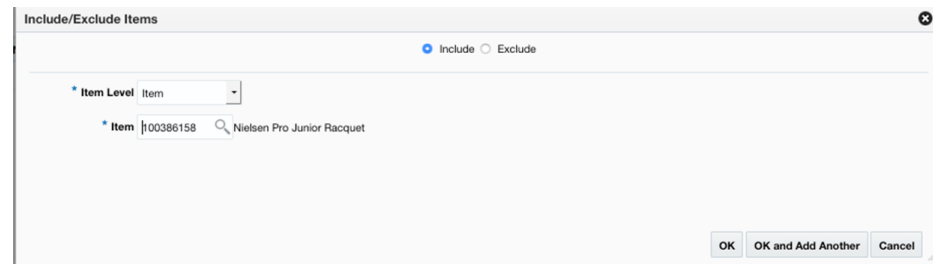 Include/Exclude Items
Include Exclude
* Item Level Item
* Item 100386158 Nielsen Pro Junior Racquet
OK OK and Add Another Cancel